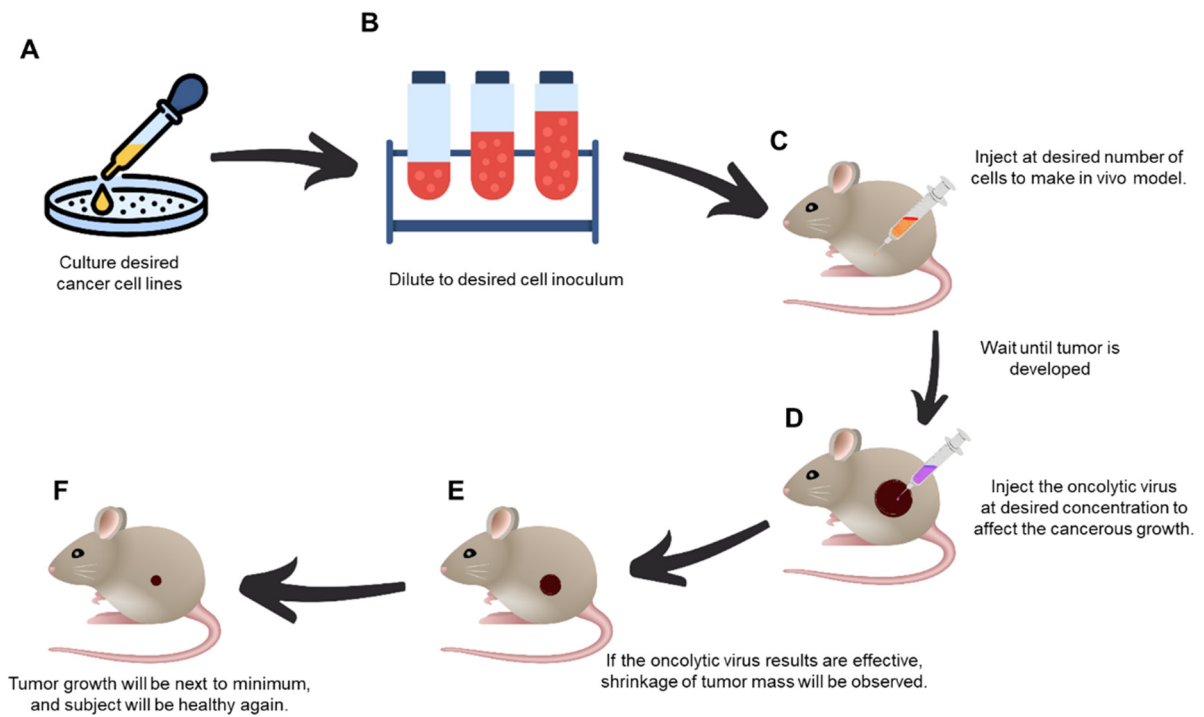 A
Culture desired
cancer cell lines
B
Dilute to desired cell inoculum
C
Inject at desired number of
cells to make in vivo model.
Wait until tumor is
developed
D
Inject the oncolytic virus
at desired concentration to
affect the cancerous growth.
E
If the oncolytic virus results are effective,
shrinkage of tumor mass will be observed.
F
Tumor growth will be next to minimum,
and subject will be healthy again.